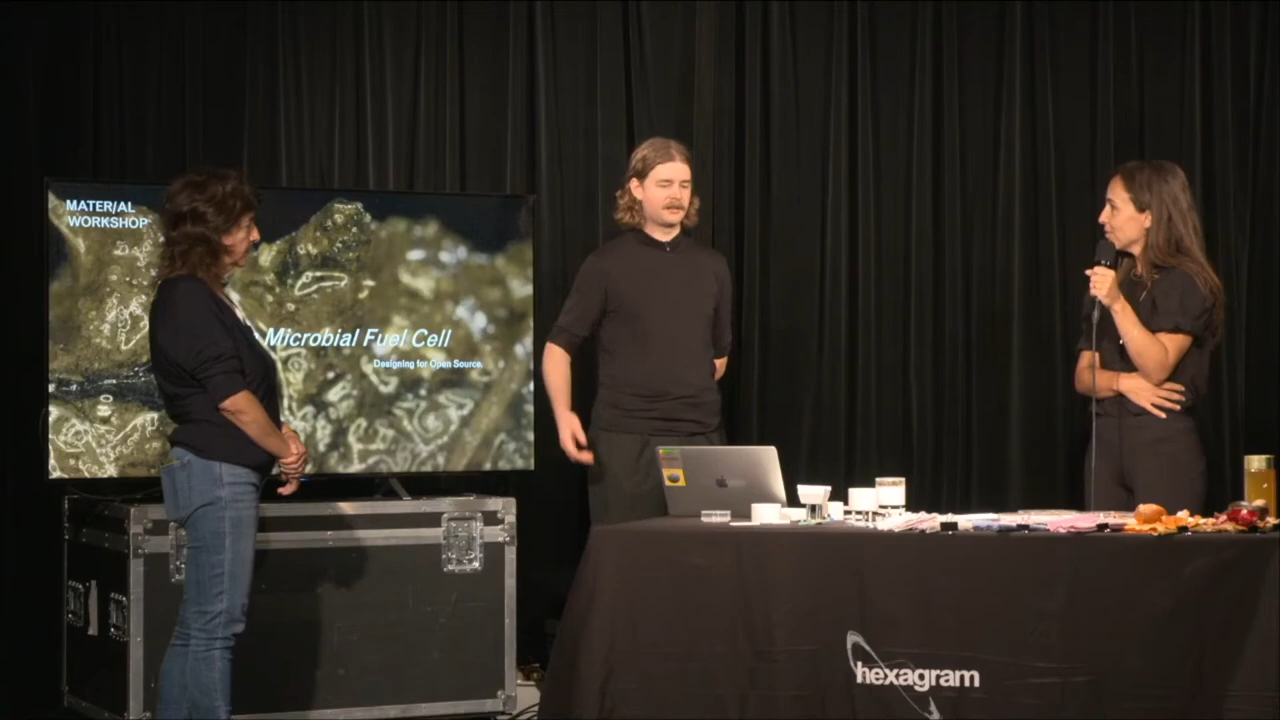 MATER/AL
WORKSHOP
Microbial Fuel Cell
Designing for Open Source.
hexagram